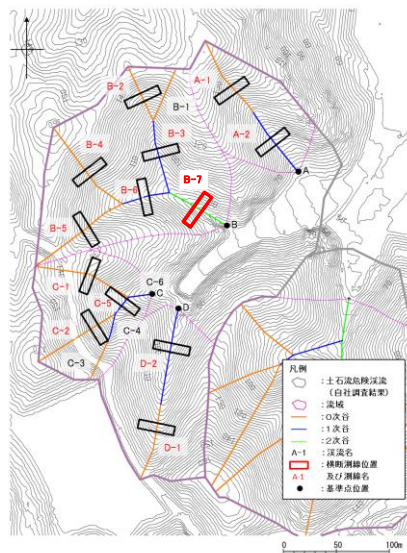 A-1
B-2
B-1
B-3
A-2
A
B-4
B-7
B-6
B
B-5
C-1
C-6
C-5
C
D
C-2
C-4
D-2
C-3
D-1
凡例
：土石流危険渓流
（自社調査結果）
：流域
：0次谷
：1次谷
：2次谷
A-1 ：渓流名
：横断測線位置
A-1 及び測線名
：基準点位置
0 50 100m